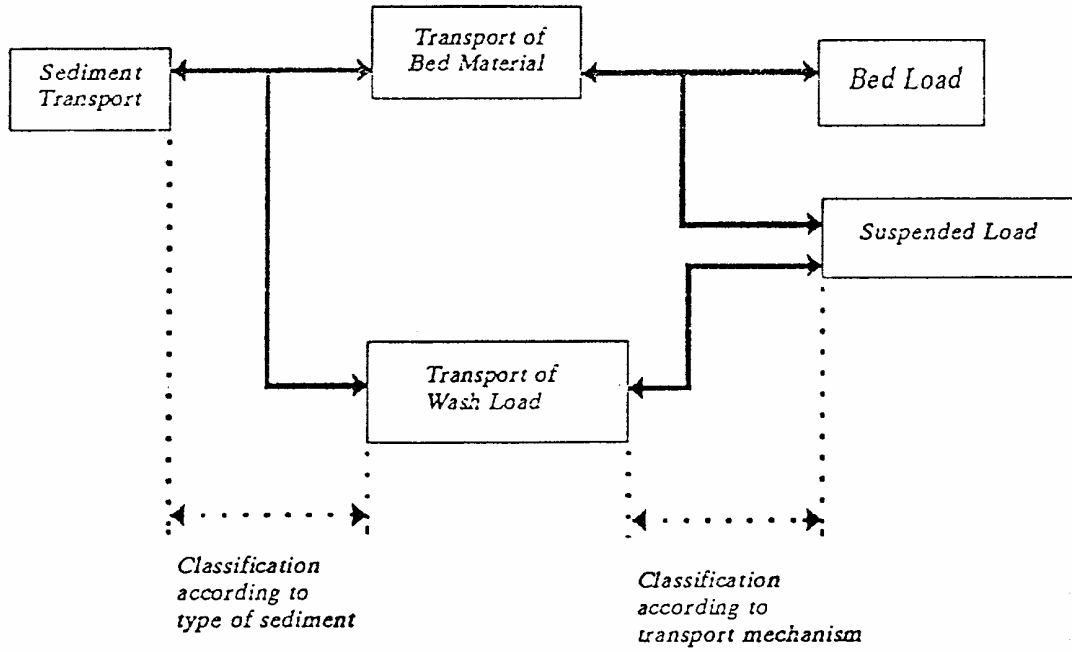 Sediment
Transport
Transport of
Bed Material
Bed Load
Suspended Load
Transport of
Wash Load
Classification
according to
type of sediment
Classification
according to
transport mechanism